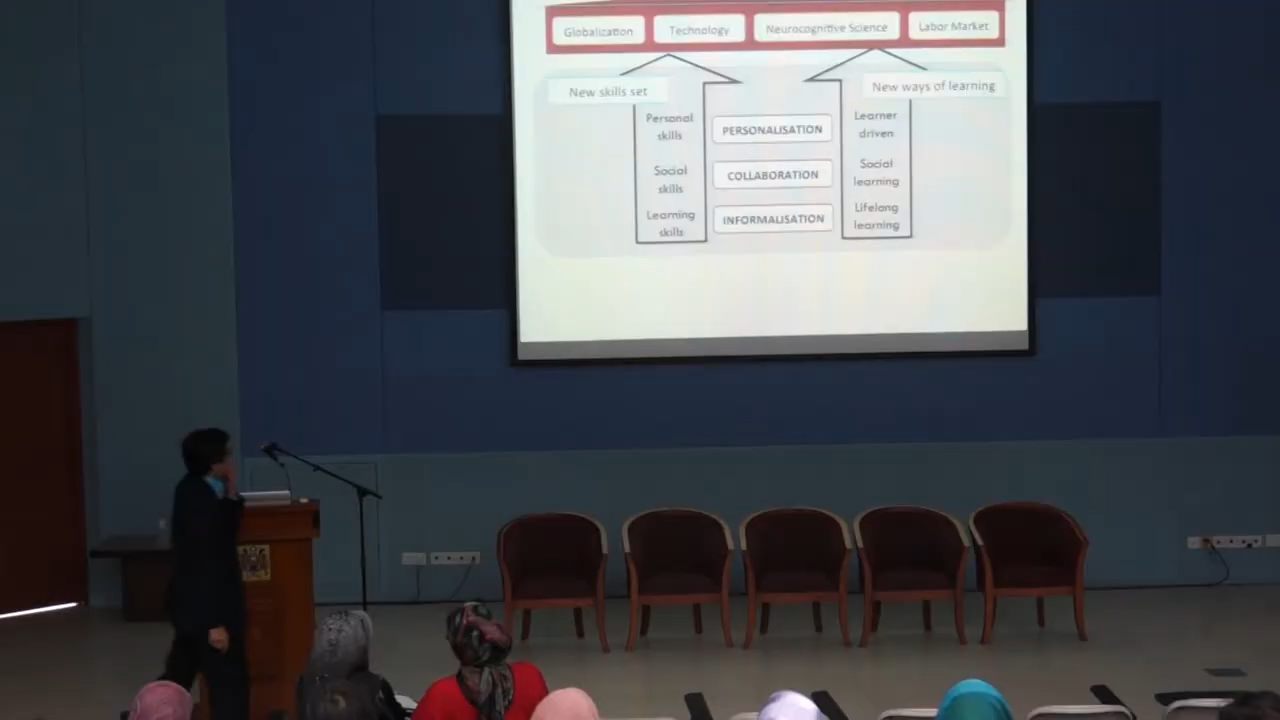 Globalization Technology Neurocognitive Science Labor Market
New skills set
New ways of learning
Personal
skills
PERSONALISATION
Learner
driven
Social
skills
COLLABORATION
Social
learning
Learning
skills
INFORMALISATION
Lifelong
learning